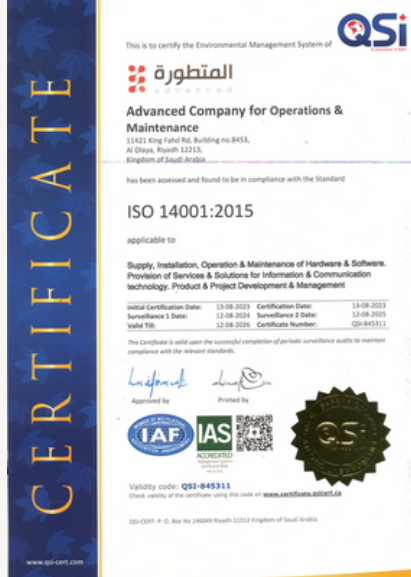 CERTIFICATE
www.qsi-cert.com
QSi
CANADA CERT
This is to certify the Environmental Management System of
المتطورة
advanced
Advanced Company for Operations &
Maintenance
11421 King Fahd Rd, Building no.8453,
Al Olaya, Riyadh 12213,
Kingdom of Saudi Arabia
has been assessed and found to be in compliance with the Standard
ISO 14001:2015
applicable to
Supply, Installation, Operation & Maintenance of Hardware & Software.
Provision of Services & Solutions for Information & Communication
technology. Product & Project Development & Management
Initial Certification Date: 13-08-2023 Certification Date: 13-08-2023
Surveillance 1 Date: 12-08-2024 Surveillance 2 Date: 12-08-2025
Valid Till: 12-08-2026 Certificate Number: QSI-845311
This Certificate is valid upon the successful completion of periodic surveillance audits to maintain
compliance with the relevant standards.
Approved by Printed by
IAF
IAS
ACCREDITED
QS
Validity code: QSI-845311
Check validity of the certificate using this code on www.certificate.qsicert.ca
QSI-CERT: P. O. Box No 246049 Riyadh 11312 Kingdom of Saudi Arabia